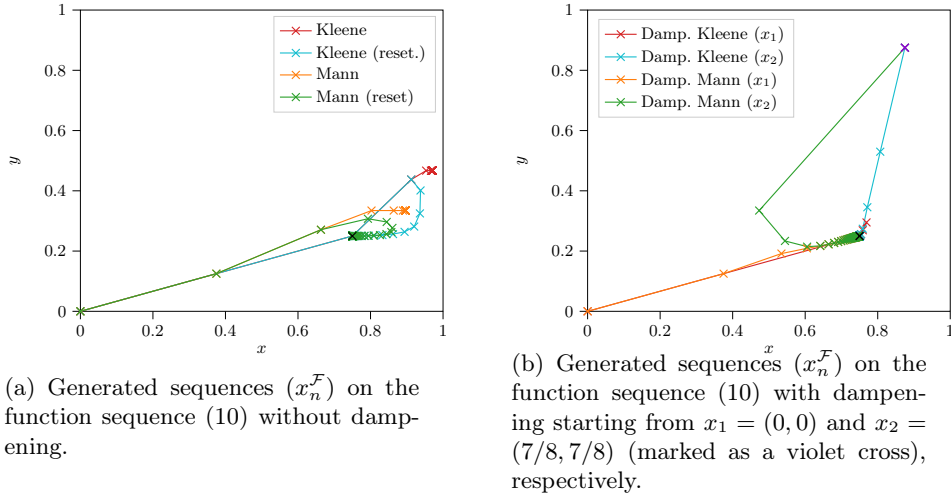 1
0.8
0.6
0.4
0.2
0
0
0.2
0.4
0.6
0.8
1
x
y
Kleene
Kleene (reset.)
Mann
Mann (reset)
(a) Generated sequences (x_n^ℱ) on the
function sequence (10) without damp-
ening.
1
0.8
0.6
0.4
0.2
0
0
0.2
0.4
0.6
0.8
1
x
y
Damp. Kleene (x₁)
Damp. Kleene (x₂)
Damp. Mann (x₁)
Damp. Mann (x₂)
(b) Generated sequences (x_n^ℱ) on the
function sequence (10) with dampen-
ing starting from x₁ = (0, 0) and x₂ =
(7/8, 7/8) (marked as a violet cross),
respectively.